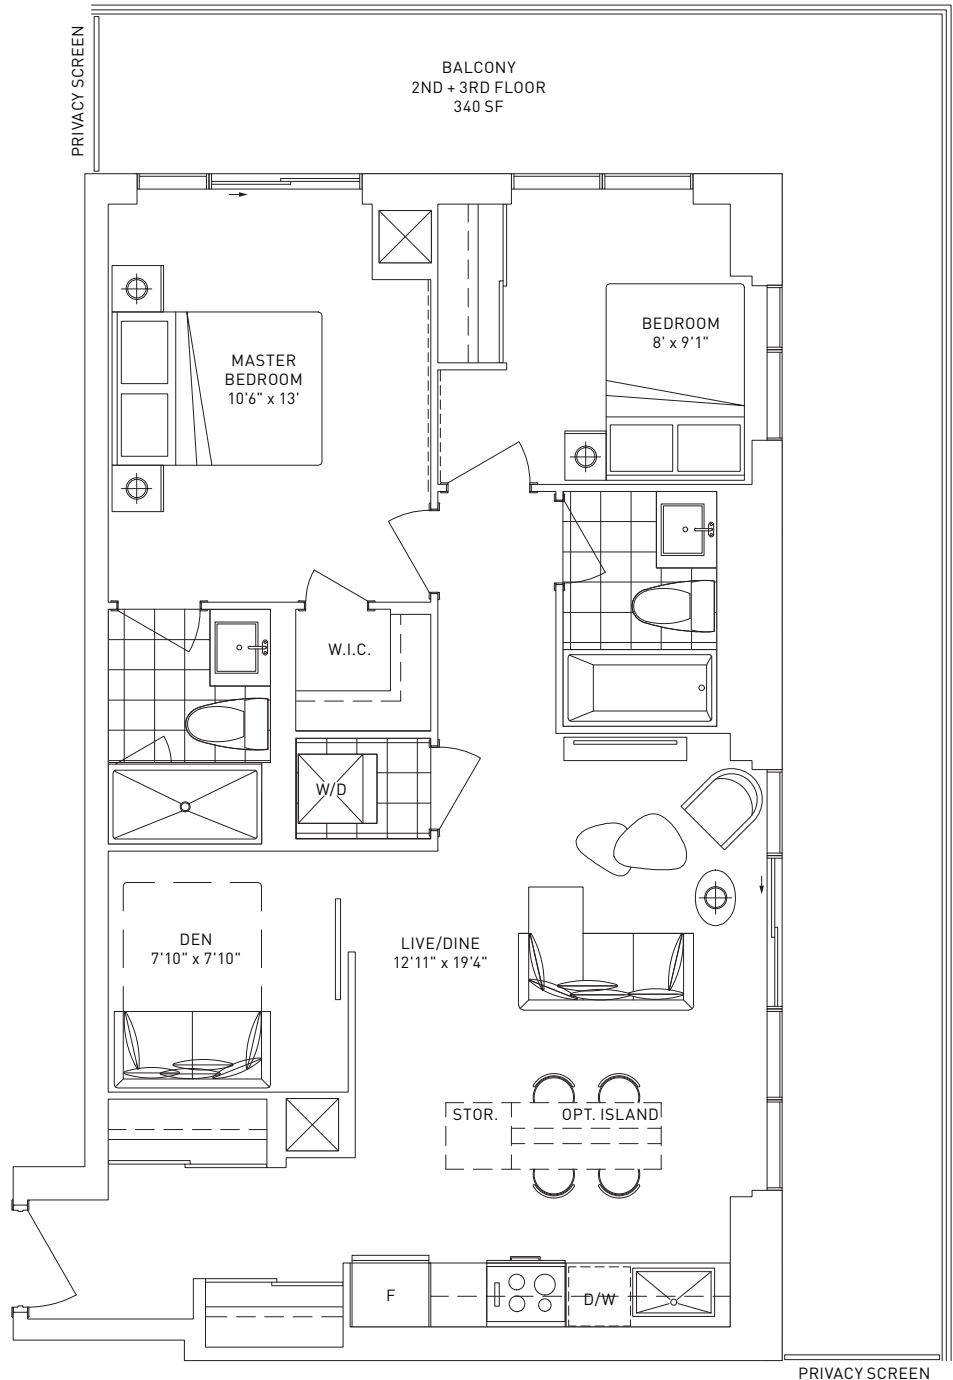 PRIVACY SCREEN
BALCONY
2ND + 3RD FLOOR
340 SF
BEDROOM
8' x 9'1"
MASTER
BEDROOM
10'6" x 13'
W.I.C.
W/D
DEN
7'10" x 7'10"
LIVE/DINE
12'11" x 19'4"
STOR.
OPT. ISLAND
F
D/W
PRIVACY SCREEN